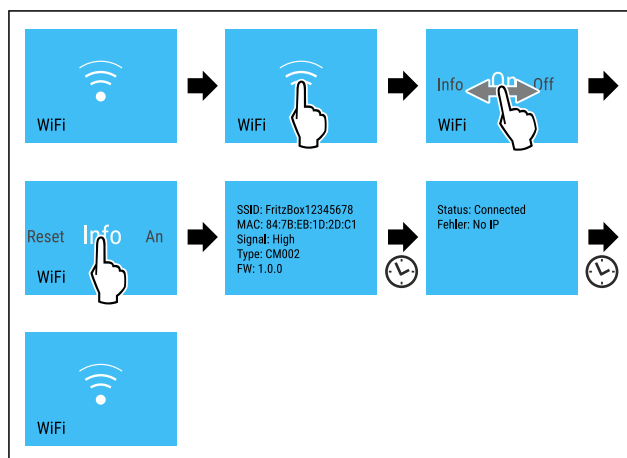 WiFi
WiFi
Info On Off
WiFi
Reset Info An
WiFi
SSID: FritzBox12345678
MAC: 84:7B:EB:1D:2D:C1
Signal: High
Type: CM002
FW: 1.0.0
Status: Connected
Fehler: No IP
WiFi